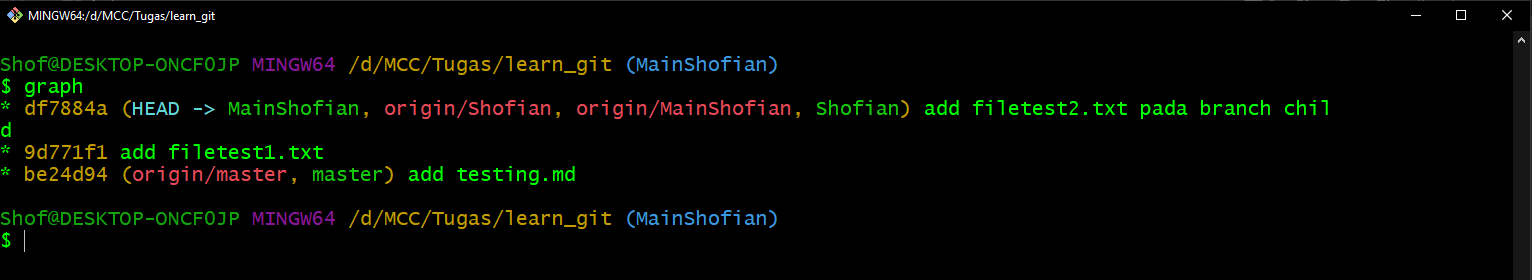 MINGW64:/d/MCC/Tugas/learn_git
Shof@DESKTOP-ONCF0JP MINGW64 /d/MCC/Tugas/learn_git (MainShofian)
$ graph
* df7884a (HEAD -> MainShofian, origin/Shofian, origin/MainShofian, Shofian) add filetest2.txt pada branch chil
d
* 9d771f1 add filetest1.txt
* be24d94 (origin/master, master) add testing.md
Shof@DESKTOP-ONCF0JP MINGW64 /d/MCC/Tugas/learn_git (MainShofian)
$